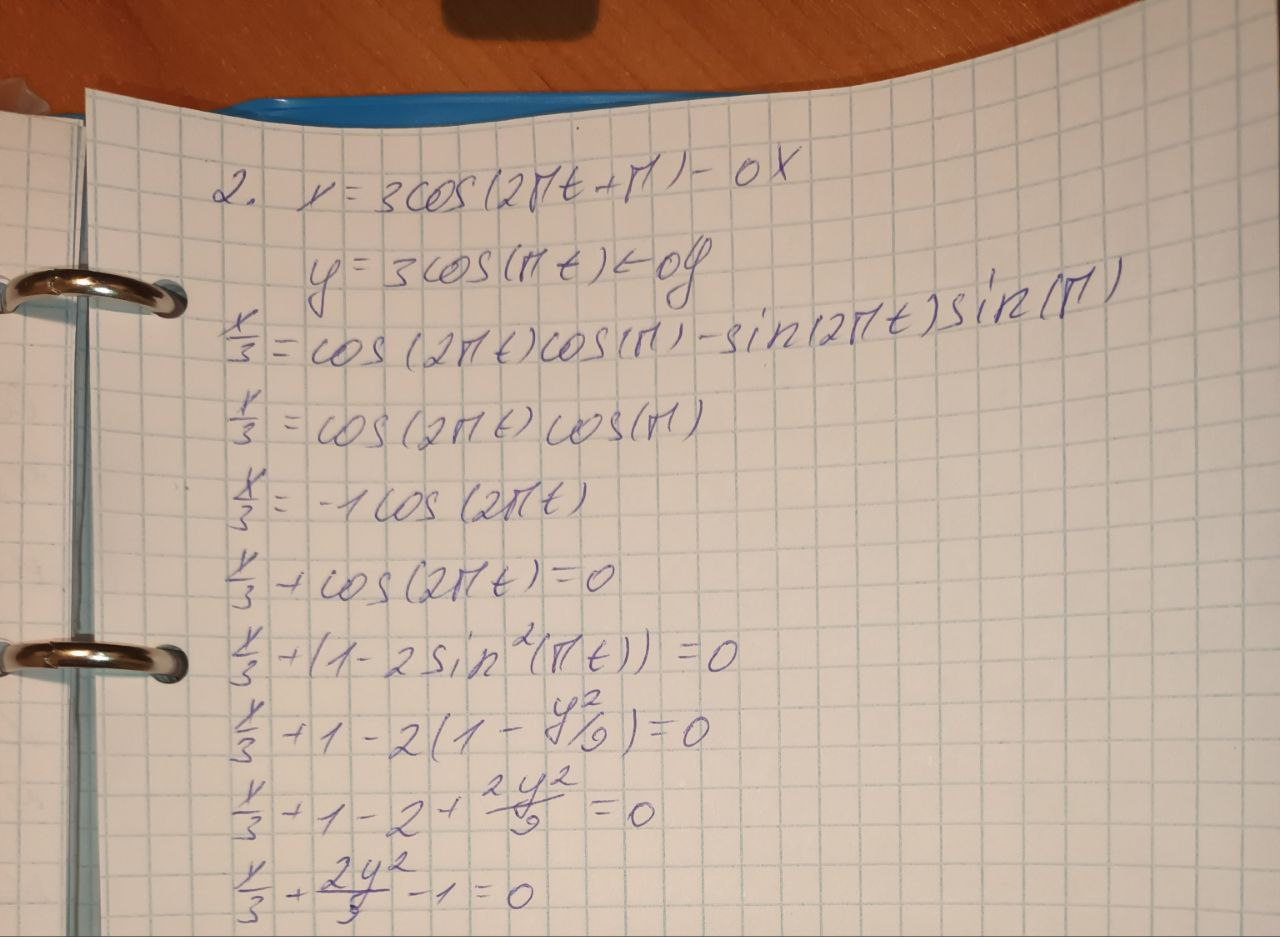 2. x = 3cos(2πt+π) - ox
y = 3cos(πt) ← oy
x/3 = cos(2πt)cos(π) - sin(2πt)sin(π)
x/3 = cos(2πt)cos(π)
x/3 = -1cos(2πt)
x/3 + cos(2πt) = 0
x/3 + (1 - 2sin²(πt)) = 0
x/3 + 1 - 2(1 - y²/9) = 0
x/3 + 1 - 2 + 2y²/9 = 0
x/3 + 2y²/9 - 1 = 0